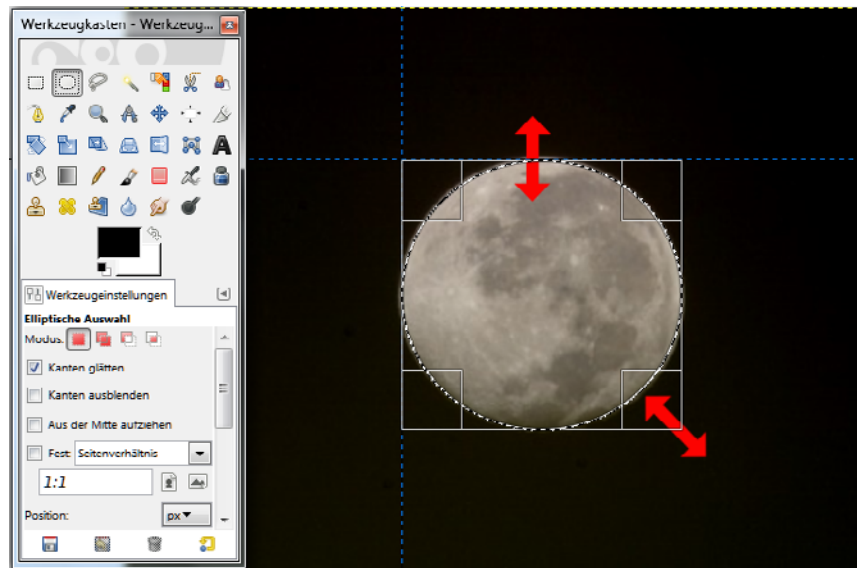 Werkzeugkasten - Werkzeug...
A
Werkzeugeinstellungen
Elliptische Auswahl
Modus:
Kanten glätten
Kanten ausblenden
Aus der Mitte aufziehen
Fest: Seitenverhältnis
1:1
Position:
px